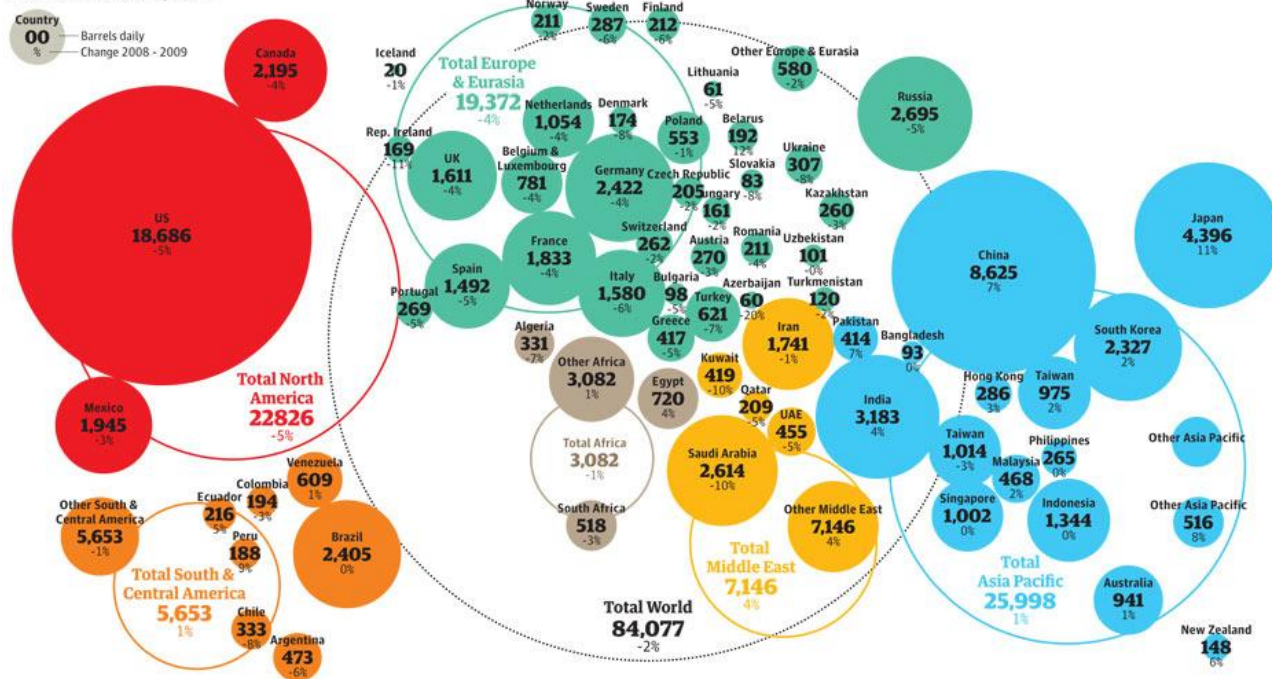 Country
00
%
Barrels daily
Change 2008 - 2009
Canada
2,195
-4%
US
18,686
-5%
Mexico
1,945
-3%
Total North
America
22826
-5%
Other South &
Central America
5,653
-1%
Ecuador
216
5%
Colombia
194
-3%
Venezuela
609
1%
Peru
188
9%
Brazil
2,405
0%
Total South &
Central America
5,653
1%
Chile
333
-8%
Argentina
473
-6%
Norway
211
-2%
Sweden
287
-6%
Finland
212
-6%
Iceland
20
-1%
Total Europe
& Eurasia
19,372
-4%
Other Europe & Eurasia
580
-2%
Lithuania
61
-5%
Russia
2,695
-5%
Netherlands
1,054
-4%
Denmark
174
-8%
Poland
553
-1%
Belarus
192
12%
Rep. Ireland
169
-11%
UK
1,611
-4%
Belgium &
Luxembourg
781
-4%
Germany
2,422
-4%
Czech Republic
205
-2%
Slovakia
83
-8%
Ukraine
307
-8%
ungary
161
-2%
Kazakhstan
260
-3%
Switzerland
262
-2%
Austria
270
-3%
Romania
211
-4%
Uzbekistan
101
-0%
France
1,833
-4%
Spain
1,492
-5%
Italy
1,580
-6%
Portugal
269
-5%
Bulgaria
98
-5%
Turkey
621
-7%
Azerbaijan
60
-20%
Turkmenistan
120
-2%
Greece
417
-5%
Algeria
331
-7%
Other Africa
3,082
1%
Egypt
720
4%
Total Africa
3,082
-1%
South Africa
518
-3%
Kuwait
419
-10%
Iran
1,741
-1%
Qatar
209
-5%
UAE
455
-5%
Saudi Arabia
2,614
-10%
Other Middle East
7,146
4%
Total
Middle East
7,146
4%
Total World
84,077
-2%
China
8,625
7%
Japan
4,396
11%
Pakistan
414
7%
Bangladesh
93
0%
South Korea
2,327
2%
Hong Kong
286
3%
Taiwan
975
2%
India
3,183
4%
Taiwan
1,014
-3%
Philippines
265
0%
Malaysia
468
2%
Other Asia Pacific
Singapore
1,002
0%
Indonesia
1,344
0%
Other Asia Pacific
516
8%
Total
Asia Pacific
25,998
1%
Australia
941
1%
New Zealand
148
6%